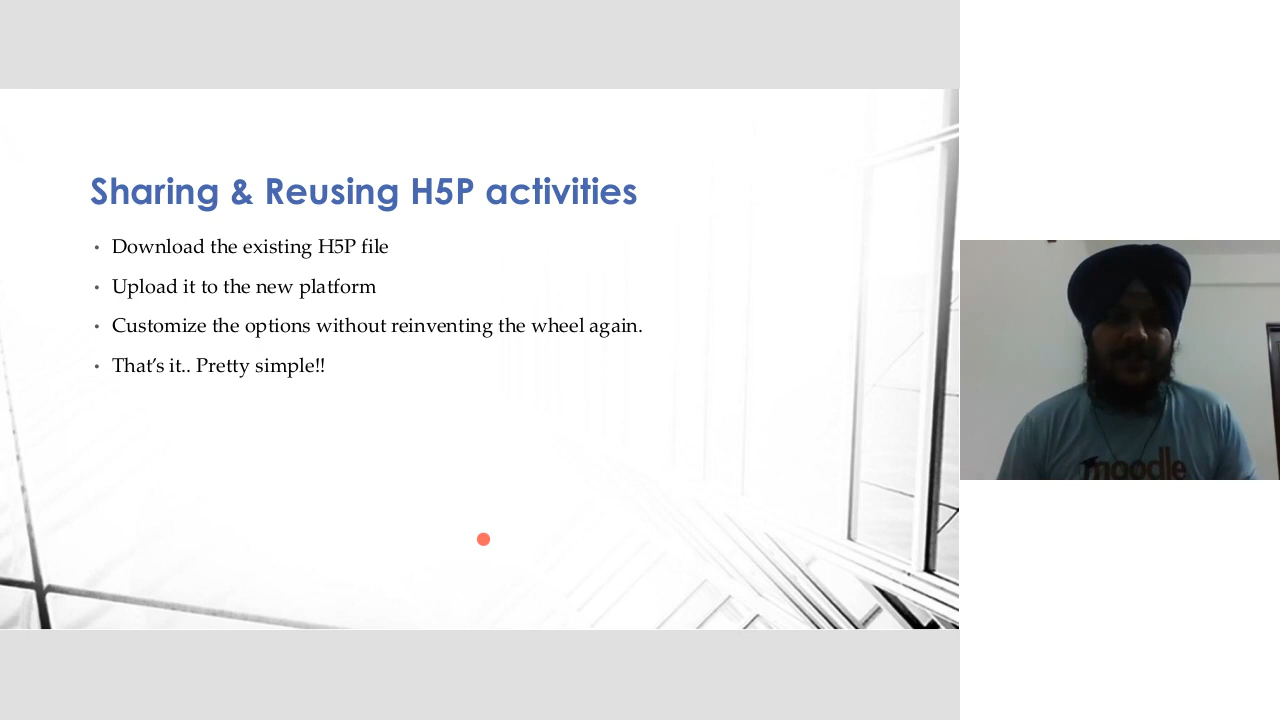 Sharing & Reusing H5P activities
• Download the existing H5P file
• Upload it to the new platform
• Customize the options without reinventing the wheel again.
• That’s it.. Pretty simple!!
moodle